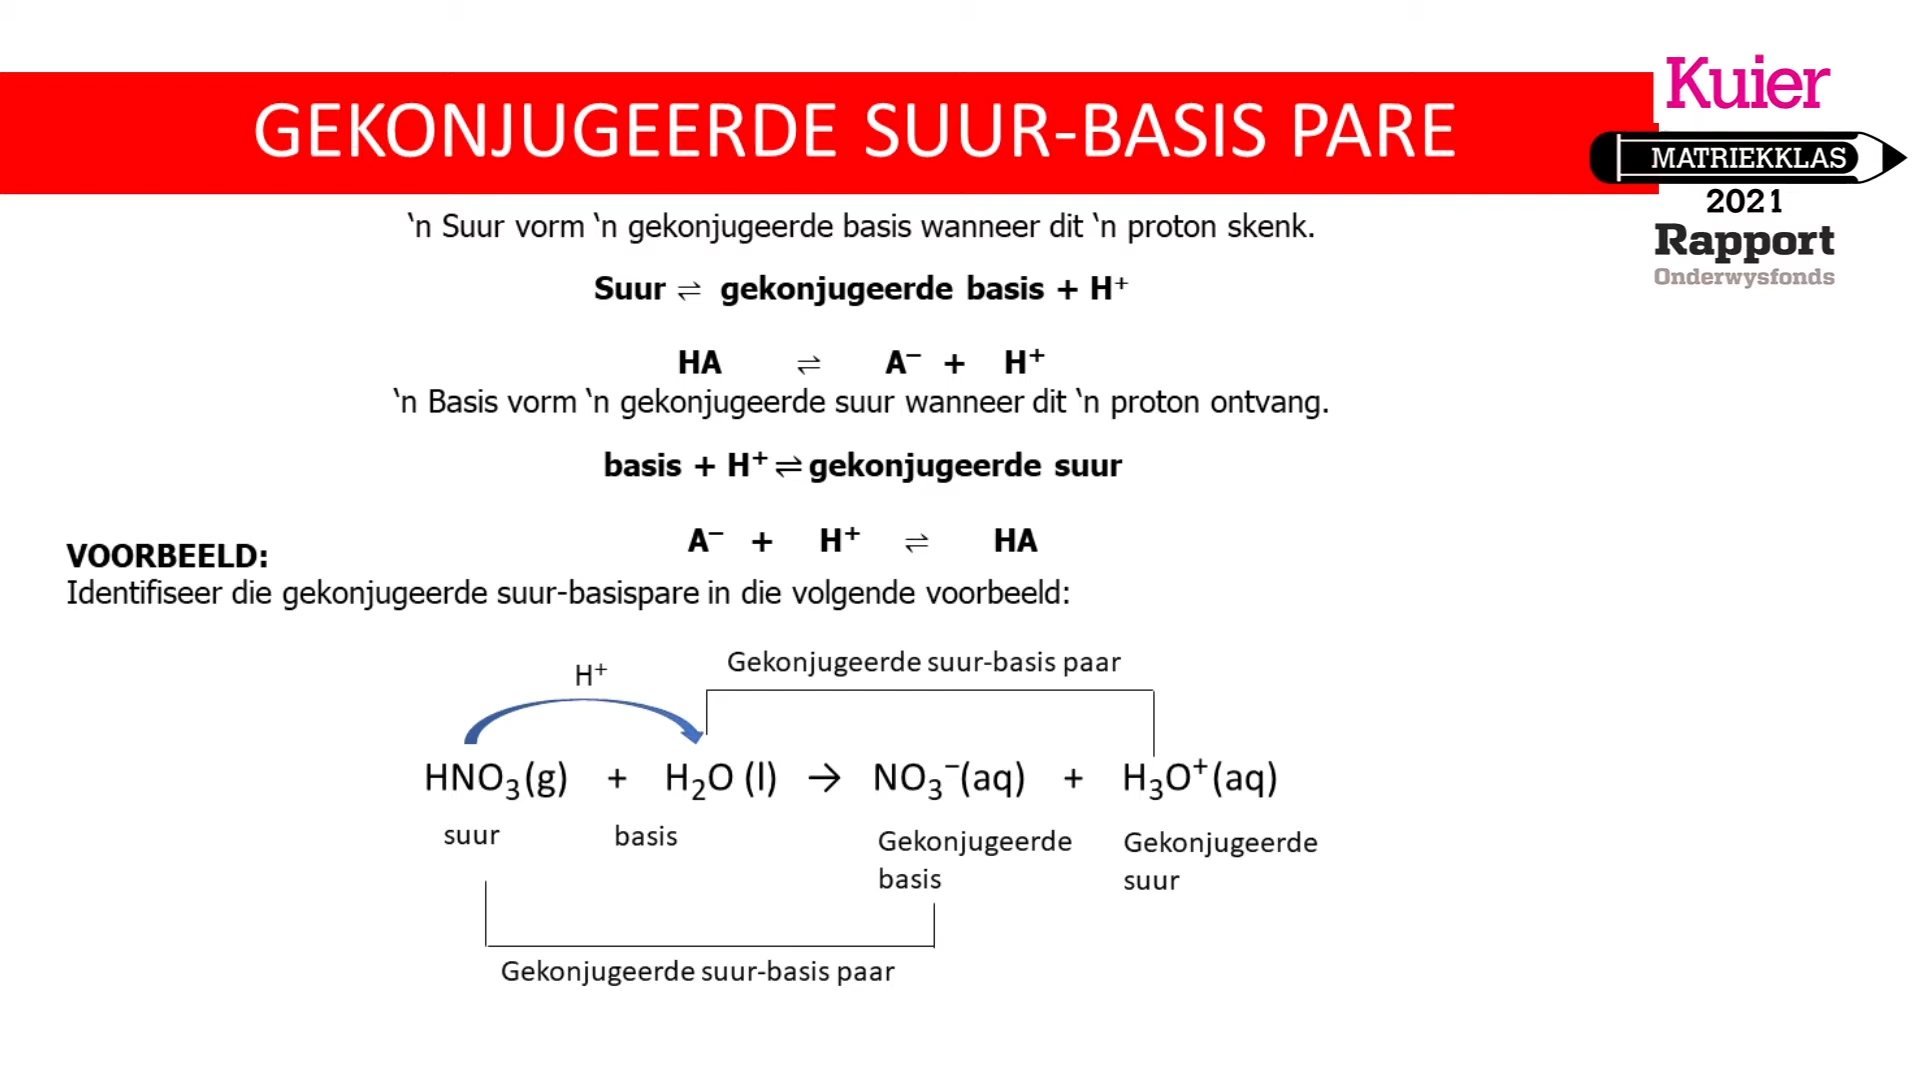 GEKONJUGEERDE SUUR-BASIS PARE
Kuier
MATRIEKKLAS
2021
Rapport
Onderwysfonds
‘n Suur vorm ‘n gekonjugeerde basis wanneer dit ‘n proton skenk.
Suur ⇌ gekonjugeerde basis + H⁺
HA ⇌ A⁻ + H⁺
‘n Basis vorm ‘n gekonjugeerde suur wanneer dit ‘n proton ontvang.
basis + H⁺ ⇌ gekonjugeerde suur
A⁻ + H⁺ ⇌ HA
VOORBEELD:
Identifiseer die gekonjugeerde suur-basispare in die volgende voorbeeld:
Gekonjugeerde suur-basis paar
H⁺
HNO₃(g) + H₂O (l) → NO₃⁻(aq) + H₃O⁺(aq)
suur basis Gekonjugeerde Gekonjugeerde
basis suur
Gekonjugeerde suur-basis paar